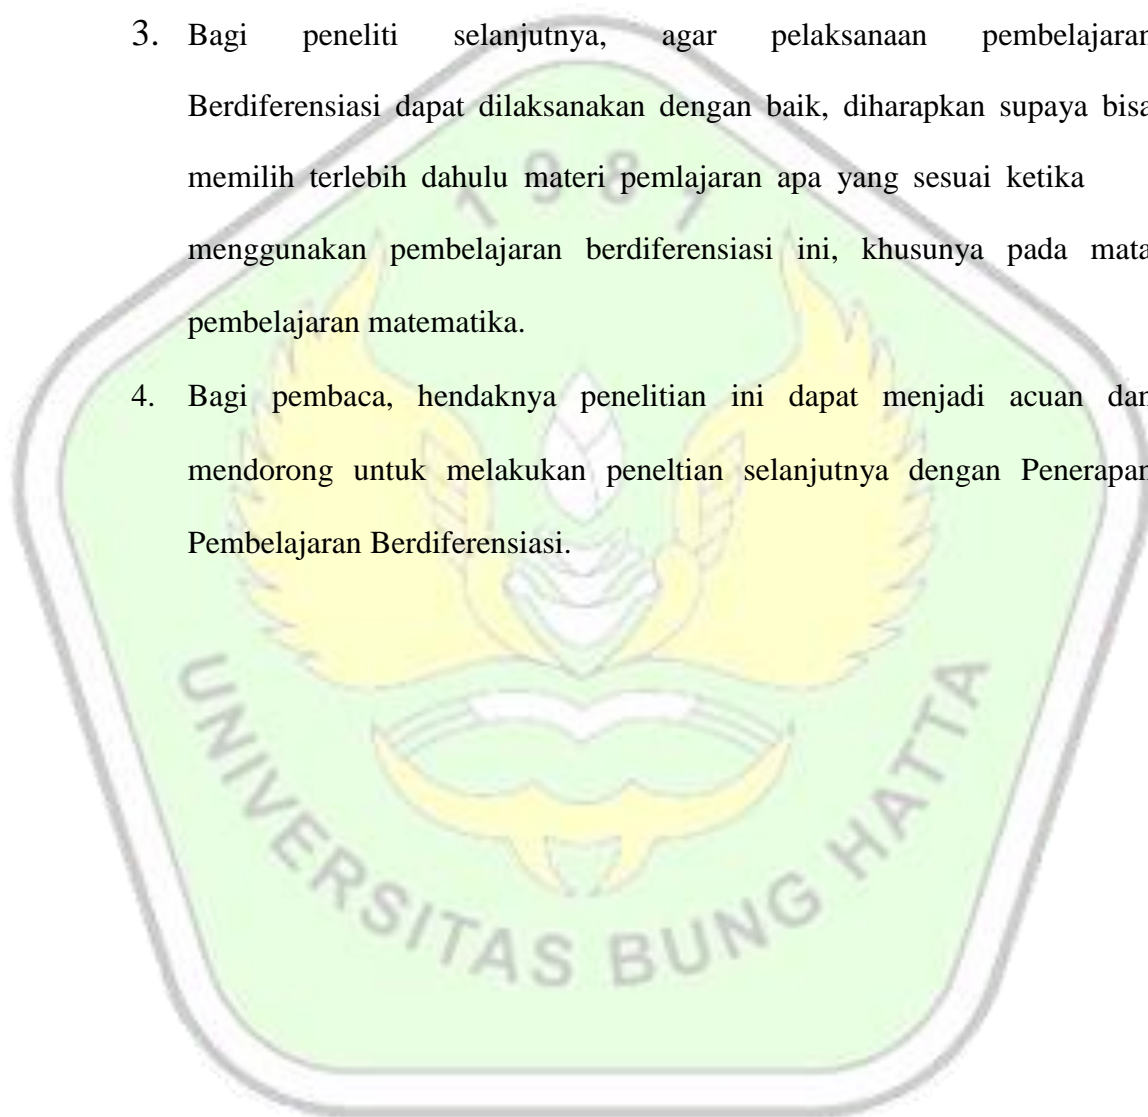 3. Bagi peneliti selanjutnya, agar pelaksanaan pembelajaran
Berdiferensiasi dapat dilaksanakan dengan baik, diharapkan supaya bisa
memilih terlebih dahulu materi pemlajaran apa yang sesuai ketika
menggunakan pembelajaran berdiferensiasi ini, khusunya pada mata
pembelajaran matematika.
4. Bagi pembaca, hendaknya penelitian ini dapat menjadi acuan dan
mendorong untuk melakukan peneltian selanjutnya dengan Penerapan
Pembelajaran Berdiferensiasi.
1981
UNIVERSITAS BUNG HATTA